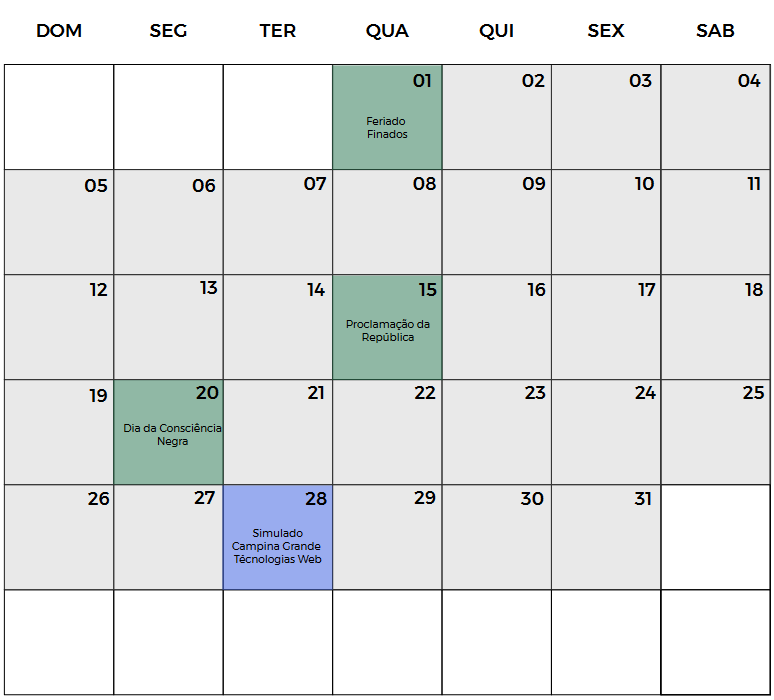 DOM SEG TER QUA QUI SEX SAB
01 02 03 04
Feriado
Finados
05 06 07 08 09 10 11
12 13 14 15 16 17 18
Proclamação da
República
19 20 21 22 23 24 25
Dia da Consciência
Negra
26 27 28 29 30 31
Simulado
Campina Grande
Técnologias Web